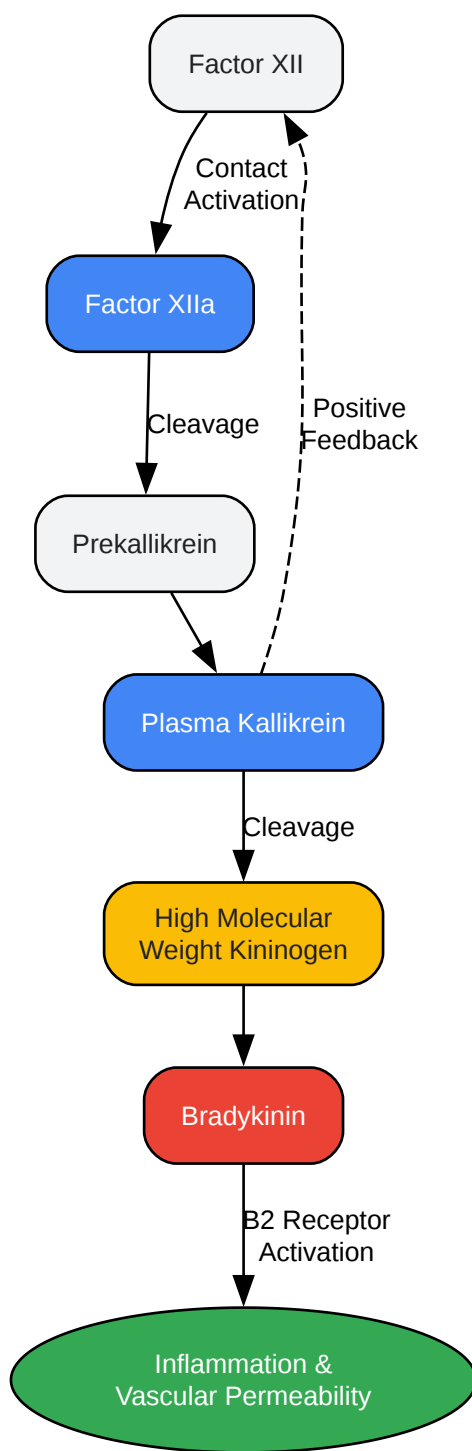 Factor XII
Contact
Activation
Factor XIIa
Cleavage
Positive
Feedback
Prekallikrein
Plasma Kallikrein
Cleavage
High Molecular
Weight Kininogen
Bradykinin
B2 Receptor
Activation
Inflammation &
Vascular Permeability